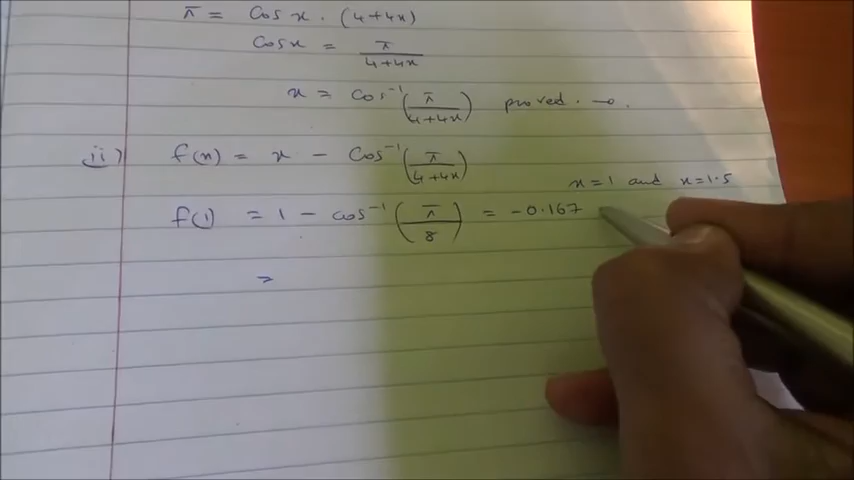 π = Cos x . (4+4x)
Cos x = π/(4+4x)
x = Cos⁻¹(π/(4+4x)) proved.
ii) f(x) = x − Cos⁻¹(π/(4+4x))
x=1 and x=1.5
f(1) = 1 − cos⁻¹(π/8) = −0.167
=